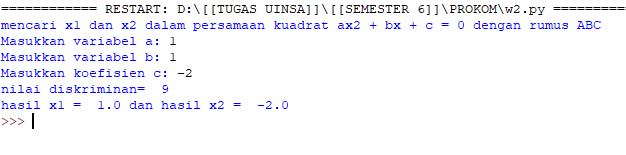 ============ RESTART: D:\[[TUGAS UINSA]]\[[SEMESTER 6]]\PROKOM\w2.py =========
mencari x1 dan x2 dalam persamaan kuadrat ax2 + bx + c = 0 dengan rumus ABC
Masukkan variabel a: 1
Masukkan variabel b: 1
Masukkan koefisien c: -2
nilai diskriminan=  9
hasil x1 =  1.0 dan hasil x2 =  -2.0
>>>